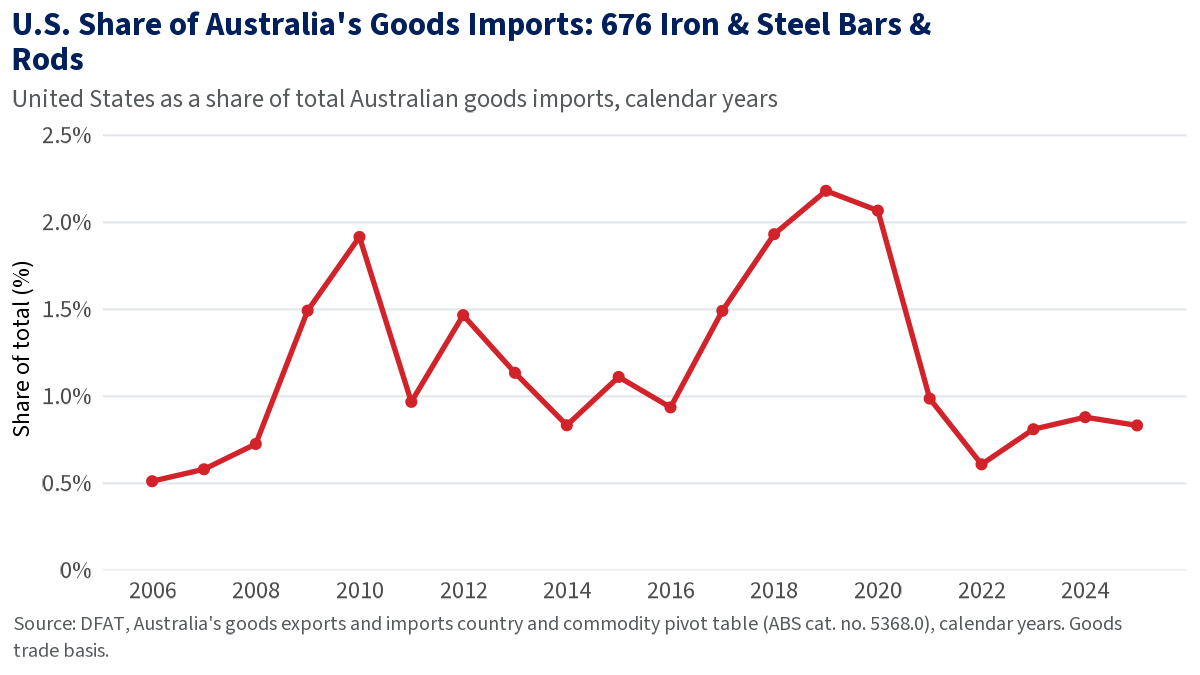 U.S. Share of Australia's Goods Imports: 676 Iron & Steel Bars &
Rods
United States as a share of total Australian goods imports, calendar years
Share of total (%)
2.5%
2.0%
1.5%
1.0%
0.5%
0%
2006 2008 2010 2012 2014 2016 2018 2020 2022 2024
Source: DFAT, Australia's goods exports and imports country and commodity pivot table (ABS cat. no. 5368.0), calendar years. Goods
trade basis.